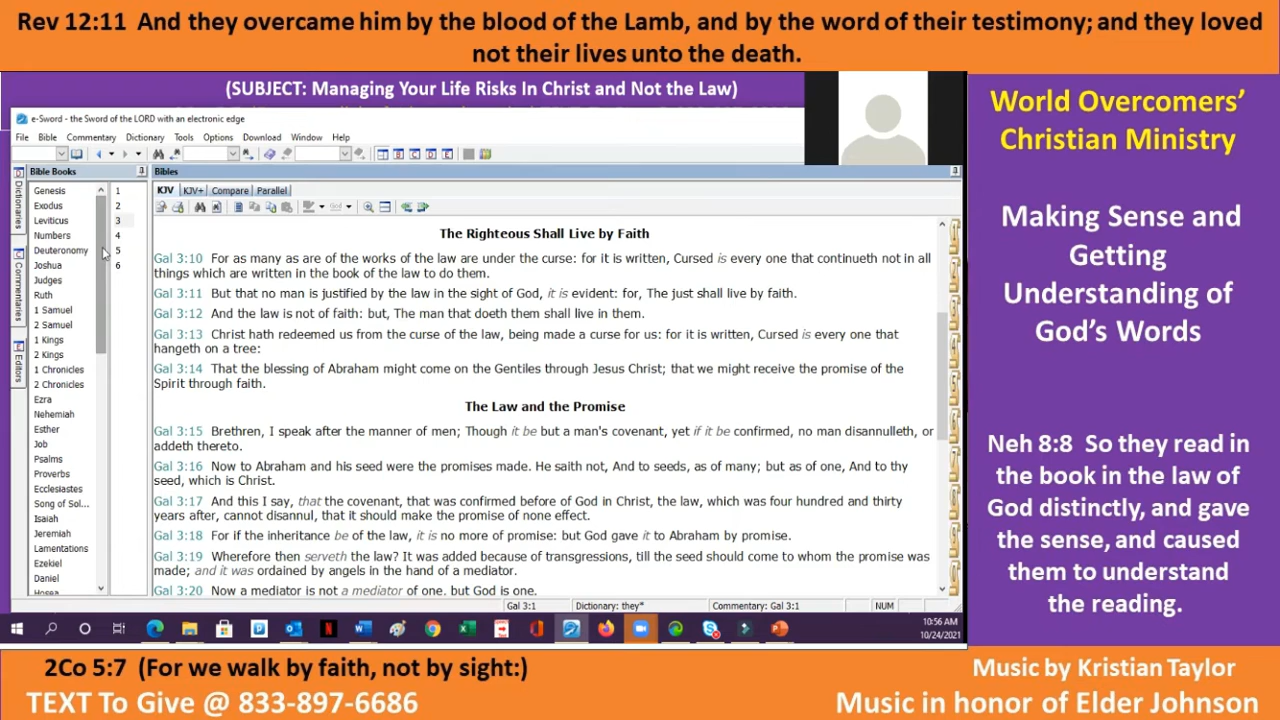 Rev 12:11 And they overcame him by the blood of the Lamb, and by the word of their testimony; and they loved
not their lives unto the death.
(SUBJECT: Managing Your Life Risks In Christ and Not the Law)
e-Sword - the Sword of the LORD with an electronic edge
File Bible Commentary Dictionary Tools Options Download Window Help
Bible Books
Bibles
Dictionaries
Commentaries
Editors
Genesis 1
Exodus 2
Leviticus 3
Numbers 4
Deuteronomy 5
Joshua 6
Judges
Ruth
1 Samuel
2 Samuel
1 Kings
2 Kings
1 Chronicles
2 Chronicles
Ezra
Nehemiah
Esther
Job
Psalms
Proverbs
Ecclesiastes
Song of Sol...
Isaiah
Jeremiah
Lamentations
Ezekiel
Daniel
Hosea
KJV KJV+ Compare Parallel
The Righteous Shall Live by Faith
Gal 3:10 For as many as are of the works of the law are under the curse: for it is written, Cursed is every one that continueth not in all
things which are written in the book of the law to do them.
Gal 3:11 But that no man is justified by the law in the sight of God, it is evident: for, The just shall live by faith.
Gal 3:12 And the law is not of faith: but, The man that doeth them shall live in them.
Gal 3:13 Christ hath redeemed us from the curse of the law, being made a curse for us: for it is written, Cursed is every one that
hangeth on a tree:
Gal 3:14 That the blessing of Abraham might come on the Gentiles through Jesus Christ; that we might receive the promise of the
Spirit through faith.
The Law and the Promise
Gal 3:15 Brethren, I speak after the manner of men; Though it be but a man's covenant, yet if it be confirmed, no man disannulleth, or
addeth thereto.
Gal 3:16 Now to Abraham and his seed were the promises made. He saith not, And to seeds, as of many; but as of one, And to thy
seed, which is Christ.
Gal 3:17 And this I say, that the covenant, that was confirmed before of God in Christ, the law, which was four hundred and thirty
years after, cannot disannul, that it should make the promise of none effect.
Gal 3:18 For if the inheritance be of the law, it is no more of promise: but God gave it to Abraham by promise.
Gal 3:19 Wherefore then serveth the law? It was added because of transgressions, till the seed should come to whom the promise was
made; and it was ordained by angels in the hand of a mediator.
Gal 3:20 Now a mediator is not a mediator of one, but God is one.
Gal 3:1 Dictionary: they* Commentary: Gal 3:1 NUM
10:56 AM
10/24/2021
World Overcomers’
Christian Ministry
Making Sense and
Getting
Understanding of
God’s Words
Neh 8:8 So they read in
the book in the law of
God distinctly, and gave
the sense, and caused
them to understand
the reading.
2Co 5:7 (For we walk by faith, not by sight:)
TEXT To Give @ 833-897-6686
Music by Kristian Taylor
Music in honor of Elder Johnson